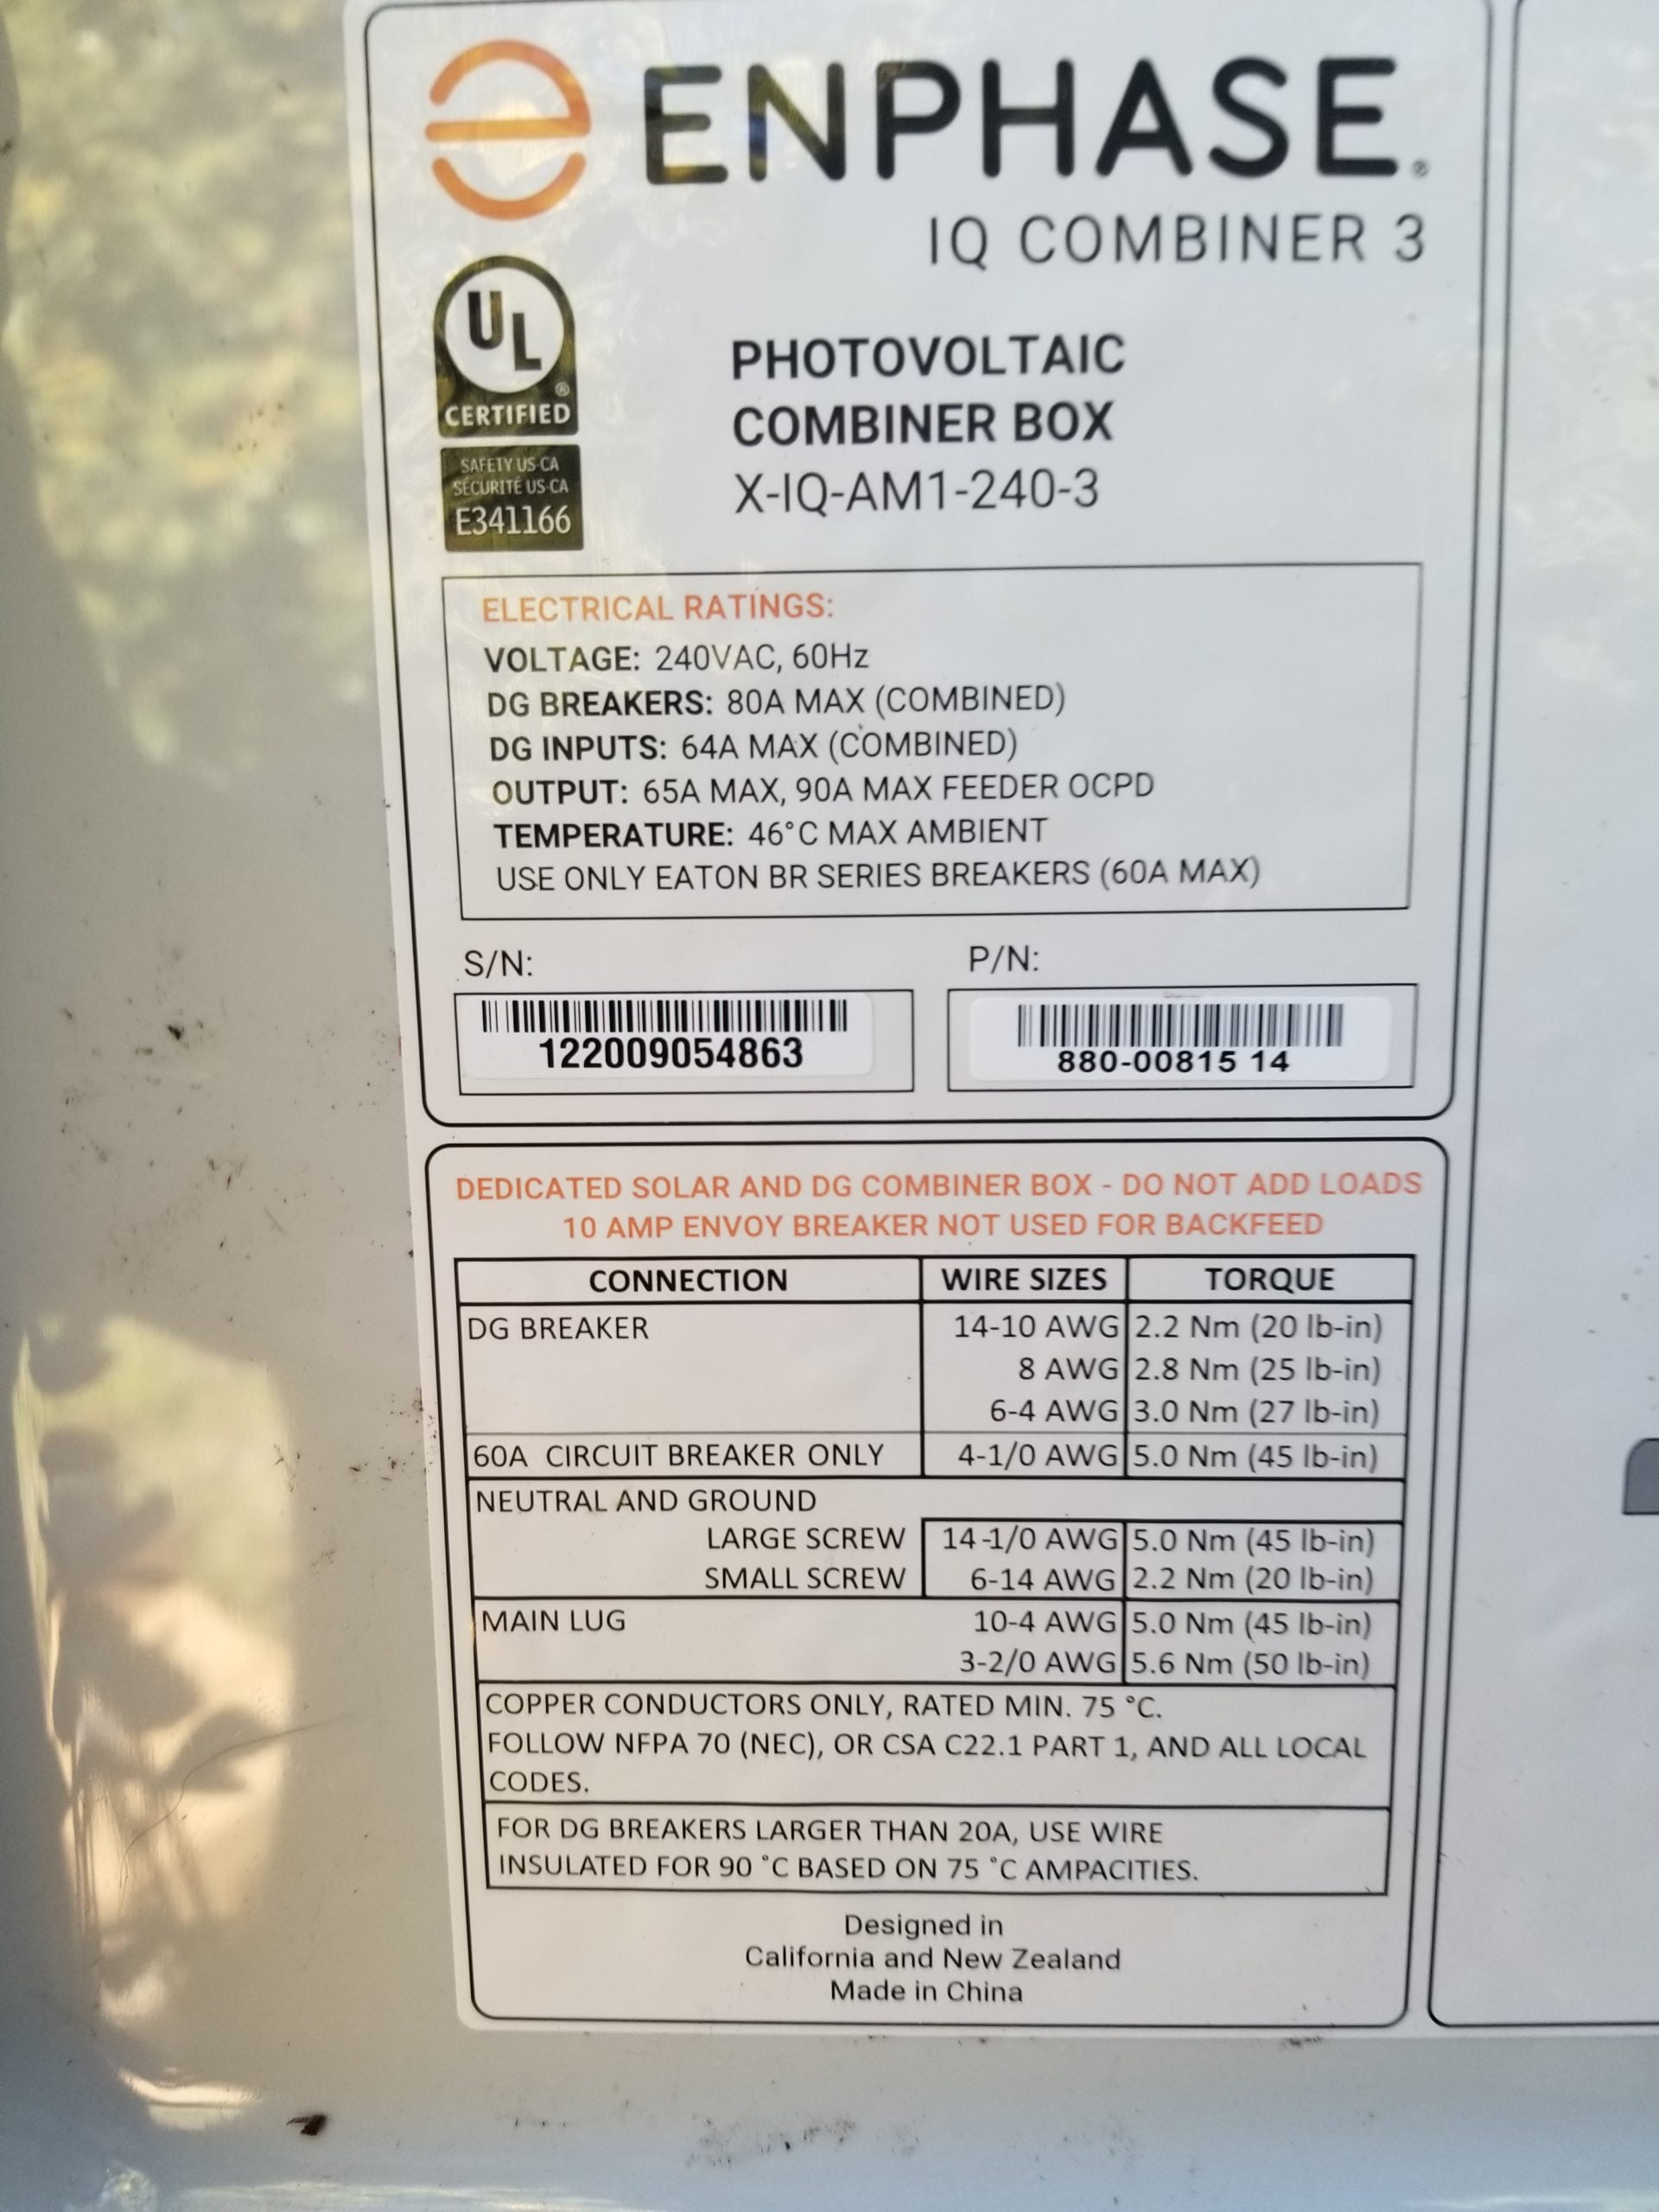 ENPHASE®
IQ COMBINER 3
UL®
CERTIFIED
SAFETY US-CA
SÉCURITÉ US-CA
E341166
PHOTOVOLTAIC
COMBINER BOX
X-IQ-AM1-240-3
ELECTRICAL RATINGS:
VOLTAGE: 240VAC, 60Hz
DG BREAKERS: 80A MAX (COMBINED)
DG INPUTS: 64A MAX (COMBINED)
OUTPUT: 65A MAX, 90A MAX FEEDER OCPD
TEMPERATURE: 46°C MAX AMBIENT
USE ONLY EATON BR SERIES BREAKERS (60A MAX)
S/N: P/N:
122009054863 880-00815 14
DEDICATED SOLAR AND DG COMBINER BOX - DO NOT ADD LOADS
10 AMP ENVOY BREAKER NOT USED FOR BACKFEED
CONNECTION WIRE SIZES TORQUE
DG BREAKER 14-10 AWG 2.2 Nm (20 lb-in)
8 AWG 2.8 Nm (25 lb-in)
6-4 AWG 3.0 Nm (27 lb-in)
60A CIRCUIT BREAKER ONLY 4-1/0 AWG 5.0 Nm (45 lb-in)
NEUTRAL AND GROUND
LARGE SCREW 14-1/0 AWG 5.0 Nm (45 lb-in)
SMALL SCREW 6-14 AWG 2.2 Nm (20 lb-in)
MAIN LUG 10-4 AWG 5.0 Nm (45 lb-in)
3-2/0 AWG 5.6 Nm (50 lb-in)
COPPER CONDUCTORS ONLY, RATED MIN. 75 °C.
FOLLOW NFPA 70 (NEC), OR CSA C22.1 PART 1, AND ALL LOCAL
CODES.
FOR DG BREAKERS LARGER THAN 20A, USE WIRE
INSULATED FOR 90 °C BASED ON 75 °C AMPACITIES.
Designed in
California and New Zealand
Made in China